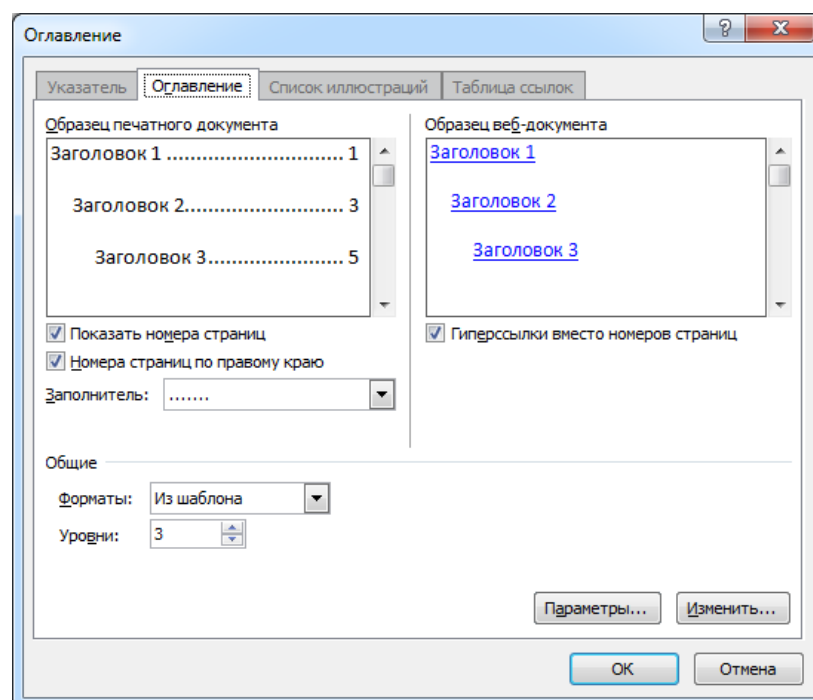 Оглавление
Указатель Оглавление Список иллюстраций Таблица ссылок
Образец печатного документа
Заголовок 1 ................................ 1
Заголовок 2............................ 3
Заголовок 3........................ 5
Показать номера страниц
Номера страниц по правому краю
Заполнитель: .......
Образец веб-документа
Заголовок 1
Заголовок 2
Заголовок 3
Гиперссылки вместо номеров страниц
Общие
Форматы: Из шаблона
Уровни: 3
Параметры... Изменить...
ОК Отмена